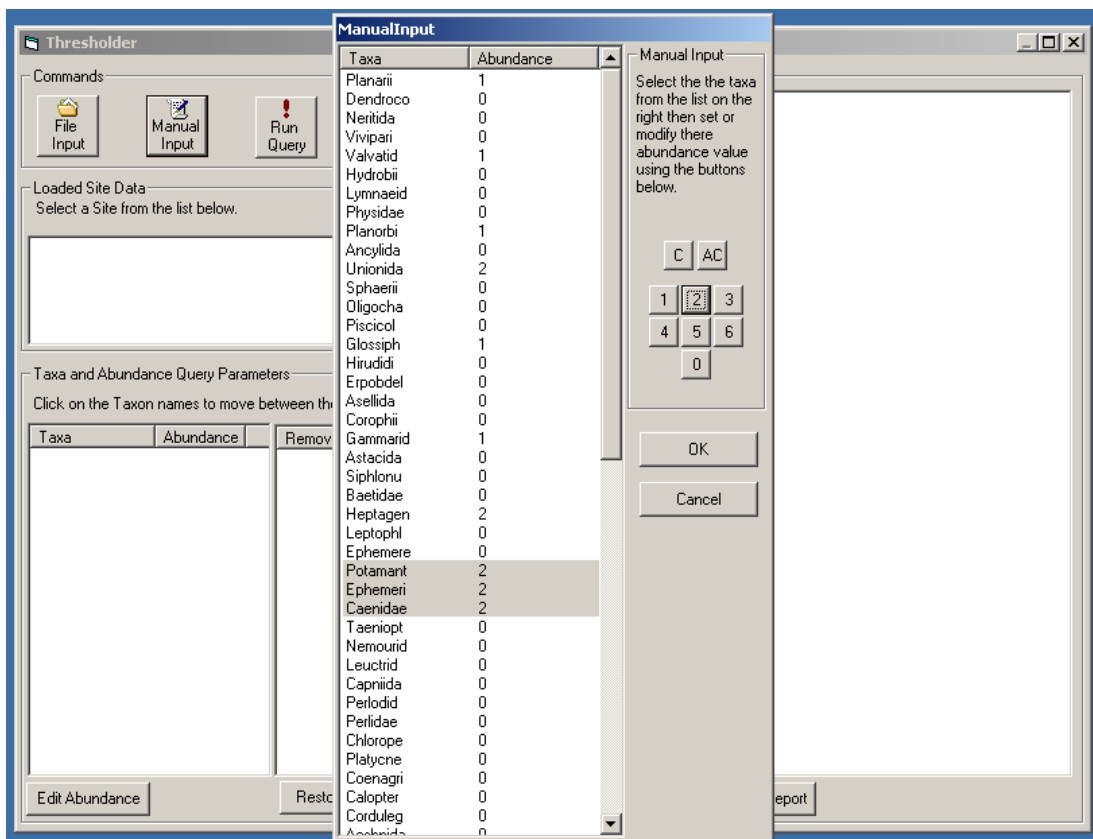 Thresholder
Commands
File Input
Manual Input
Run Query
Loaded Site Data
Select a Site from the list below.
Taxa and Abundance Query Parameters
Click on the Taxon names to move between
Taxa Abundance
Edit Abundance
ManualInput
Taxa Abundance
Planarii 1
Dendroco 0
Neritida 0
Vivipari 0
Valvatid 1
Hydrobii 0
Lymnaeid 0
Physidae 0
Planorbi 1
Ancylida 0
Unionida 2
Sphaerii 0
Oligocha 0
Piscicol 0
Glossiph 1
Hirudidi 0
Erpobdel 0
Asellida 0
Corophii 0
Gammarid 1
Astacida 0
Siphlonu 0
Baetidae 0
Heptagen 2
Leptophl 0
Ephemere 0
Potamant 2
Ephemeri 2
Caenidae 2
Taeniopt 0
Nemourid 0
Leuctrid 0
Capniida 0
Perlodid 0
Perlidae 0
Chlorope 0
Platycne 0
Coenagri 0
Calopter 0
Corduleg 0
Manual Input
Select the the taxa
from the list on the
right then set or
modify there
abundance value
using the buttons
below.
C AC
1 2 3
4 5 6
0
OK
Cancel